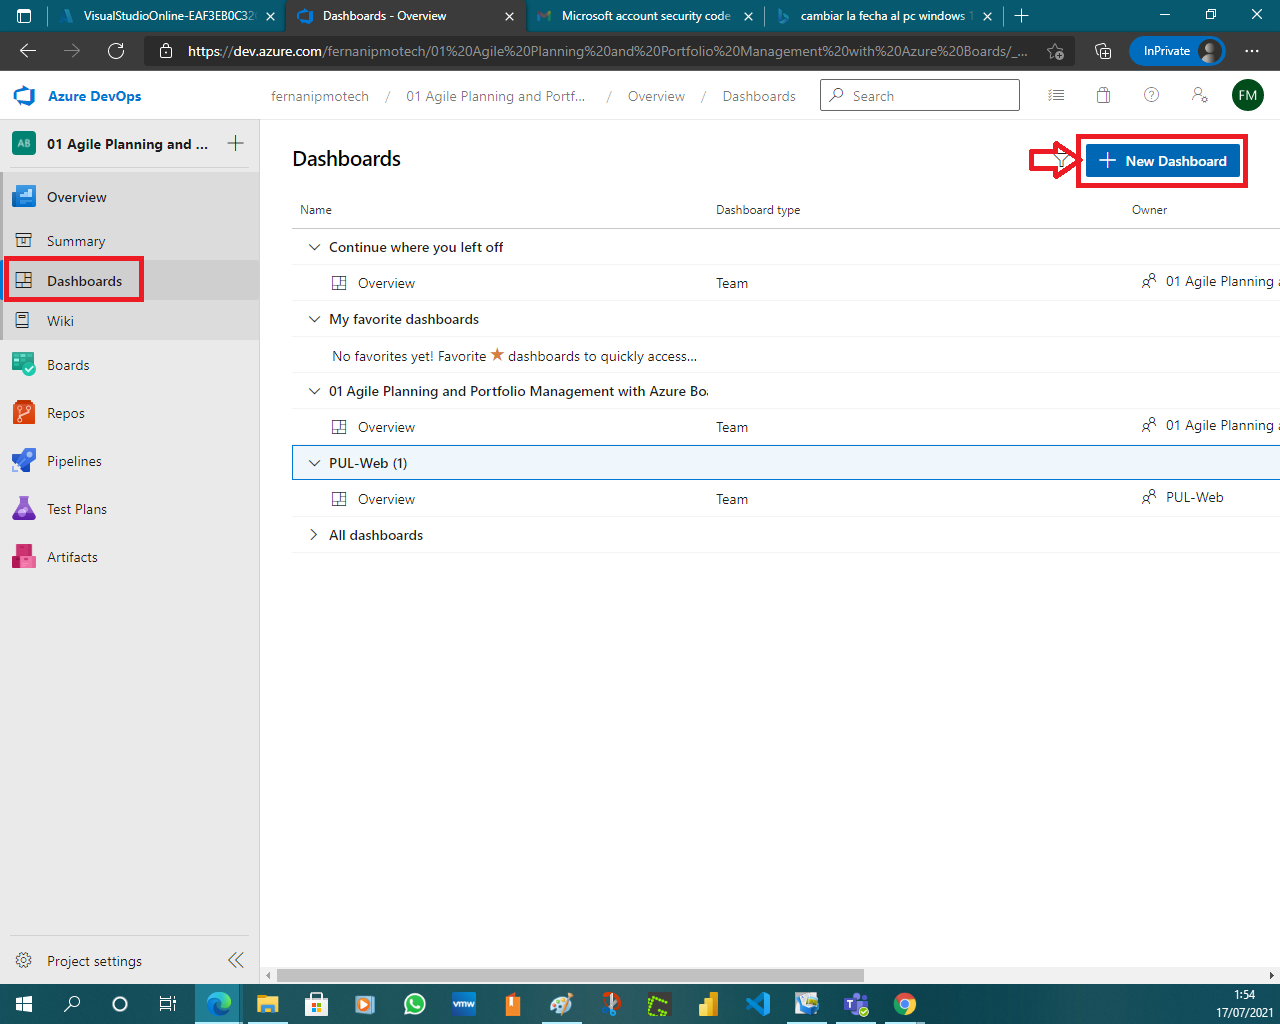 VisualStudioOnline-EAF3EB0C32
Dashboards - Overview
Microsoft account security code
cambiar la fecha al pc windows 1
https://dev.azure.com/fernanipmotech/01%20Agile%20Planning%20and%20Portfolio%20Management%20with%20Azure%20Boards/_...
InPrivate
Azure DevOps
fernanipmotech / 01 Agile Planning and Portf... / Overview / Dashboards
Search
FM
AB 01 Agile Planning and ...
Overview
Summary
Dashboards
Wiki
Boards
Repos
Pipelines
Test Plans
Artifacts
Project settings
Dashboards
New Dashboard
Name Dashboard type Owner
Continue where you left off
Overview Team 01 Agile Planning a
My favorite dashboards
No favorites yet! Favorite ★ dashboards to quickly access...
01 Agile Planning and Portfolio Management with Azure Bo
Overview Team 01 Agile Planning a
PUL-Web (1)
Overview Team PUL-Web
All dashboards
vmw
1:54
17/07/2021